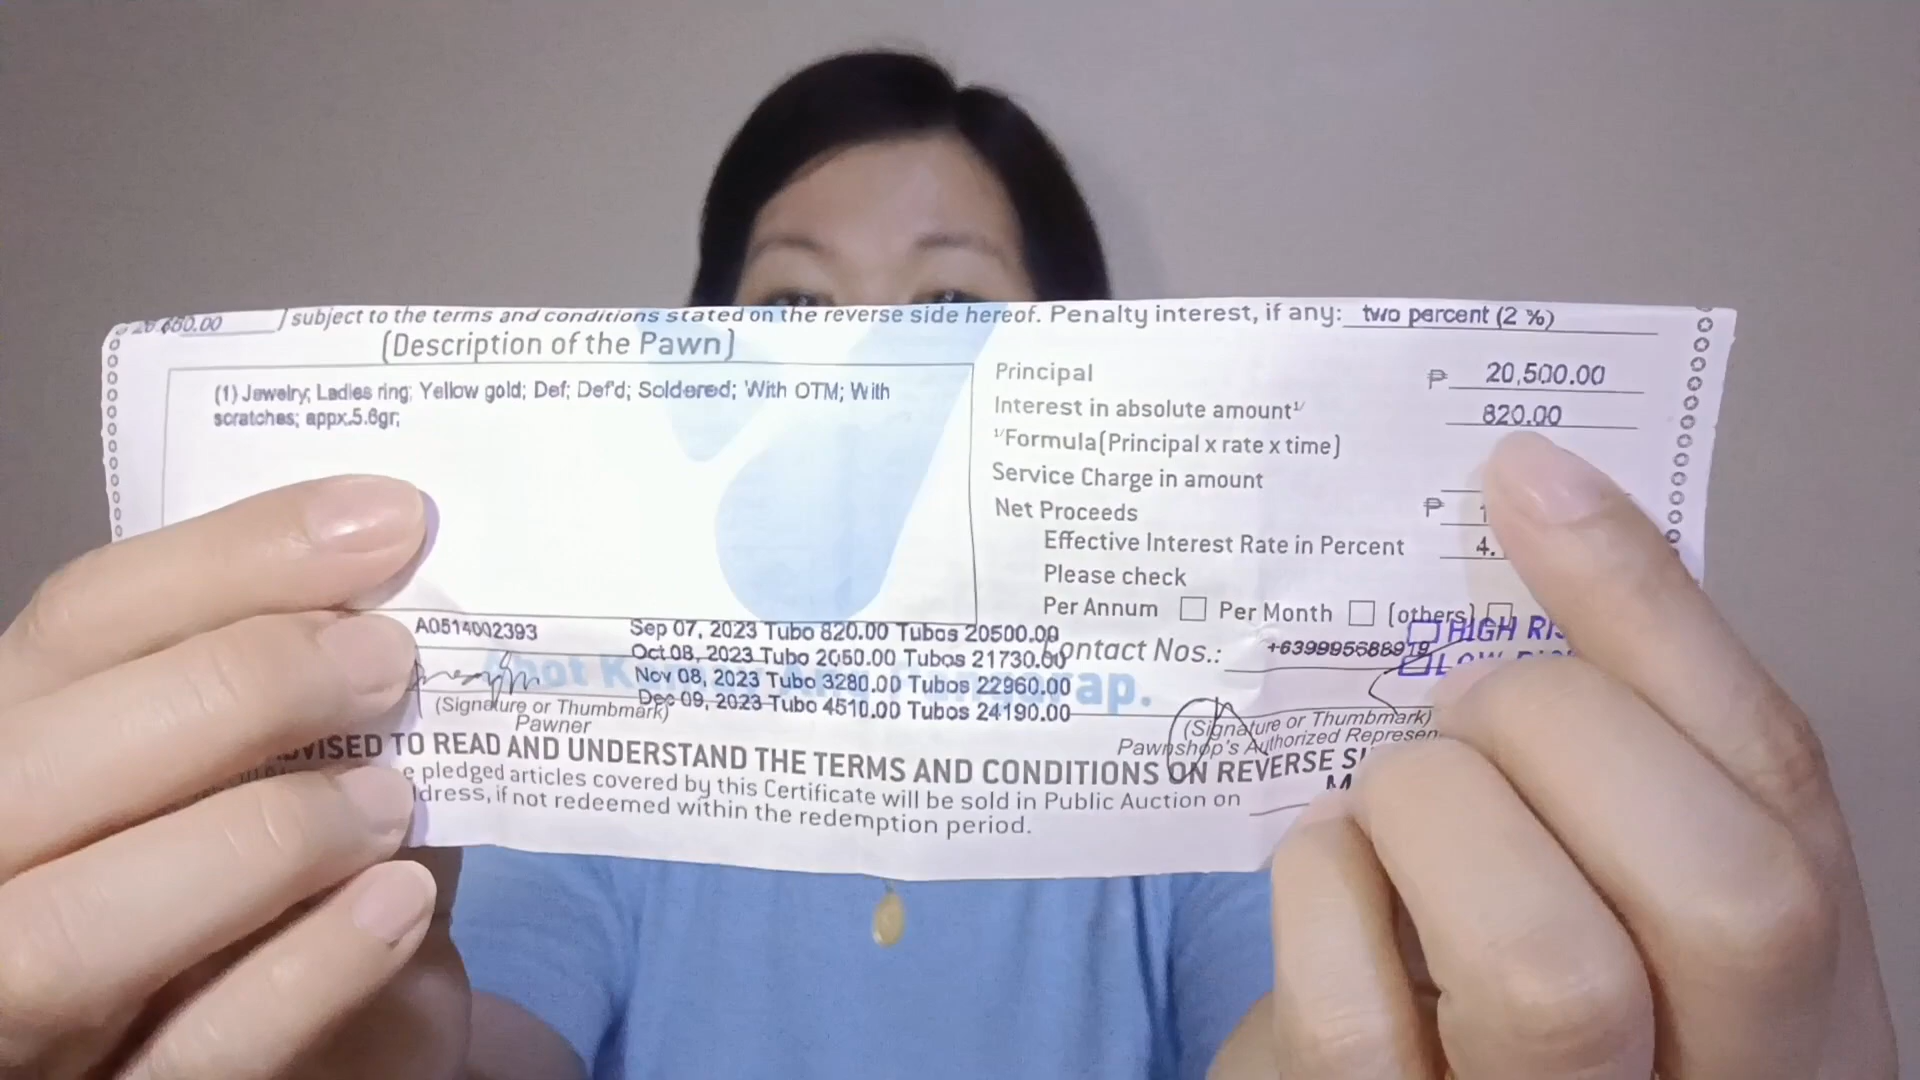 subject to the terms and conditions stated on the reverse side hereof. Penalty interest, if any: two percent (2 %)
(Description of the Pawn)
(1) Jewelry; Ladies ring; Yellow gold; Def; Def'd; Soldered; With OTM; With
scratches; appx.5.6gr;
Principal ₱ 20,500.00
Interest in absolute amount 1/ 820.00
1/Formula(Principal x rate x time)
Service Charge in amount
Net Proceeds ₱ 1
Effective Interest Rate in Percent 4.
Please check
Per Annum Per Month (others)
HIGH
A0514002393
Sep 07, 2023 Tubo 820.00 Tubos 20500.00
Oct 08, 2023 Tubo 2050.00 Tubos 21730.00
Nov 08, 2023 Tubo 3280.00 Tubos 22960.00
Dec 09, 2023 Tubo 4510.00 Tubos 24190.00
Contact Nos.:
(Signature or Thumbmark)
Pawner
(Signature or Thumbmark)
Pawnshop's Authorized Represen
VISED TO READ AND UNDERSTAND THE TERMS AND CONDITIONS ON REVERSE SI
e pledged articles covered by this Certificate will be sold in Public Auction on
dress, if not redeemed within the redemption period.